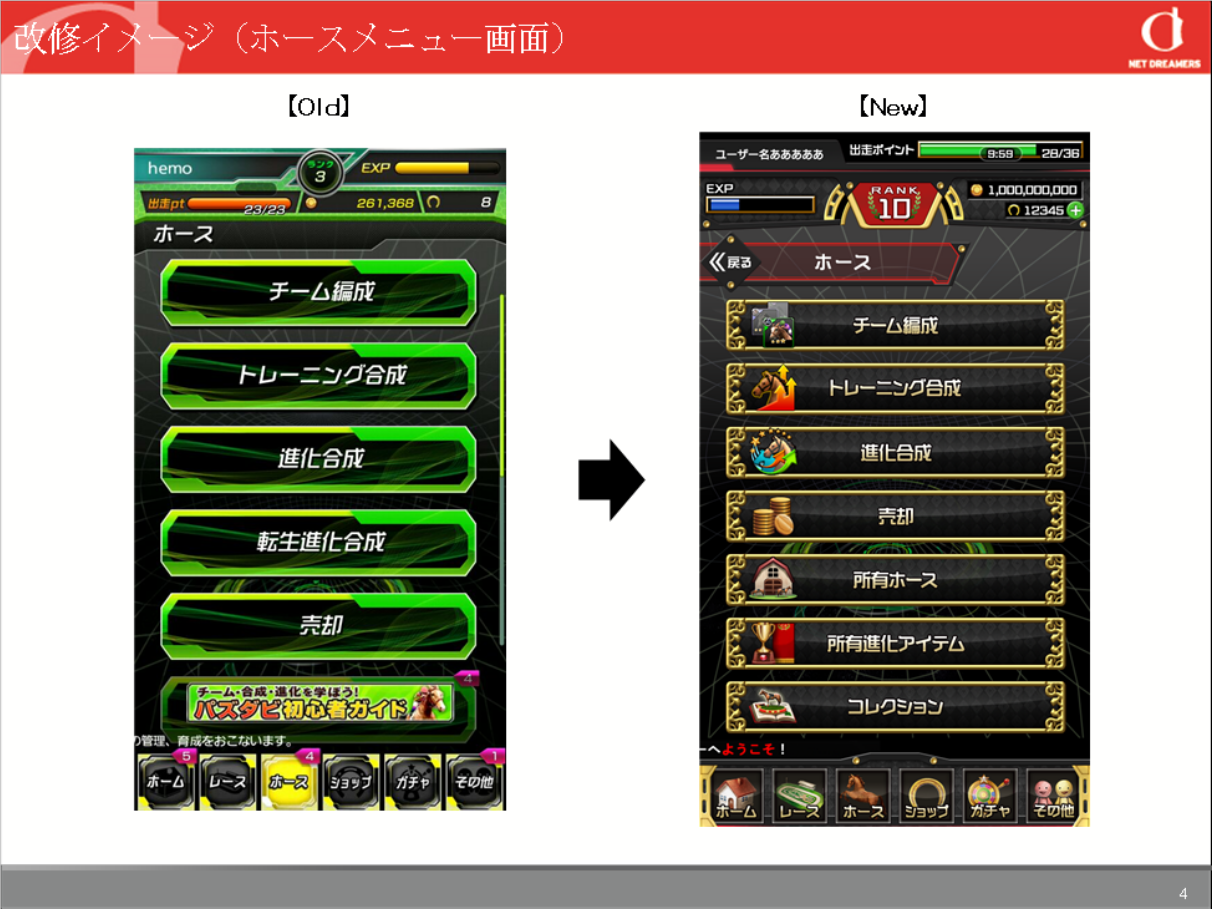 改修イメージ（ホースメニュー画面）
NET DREAMERS
【Old】
hemo
ランク
3
EXP
出走pt
23/23
261,368
8
ホース
チーム編成
トレーニング合成
進化合成
転生進化合成
売却
4
チーム・合成・進化を学ぼう!
パズダビ初心者ガイド
の管理、育成をおこないます。
5
4
1
ホーム
レース
ホース
ショップ
ガチャ
その他
【New】
ユーザー名あああああ
出走ポイント
9:59
28/36
EXP
RANK
10
1,000,000,000
12345
戻る
ホース
チーム編成
トレーニング合成
進化合成
売却
所有ホース
所有進化アイテム
コレクション
ーへようこそ！
ホーム
レース
ホース
ショップ
ガチャ
その他
4